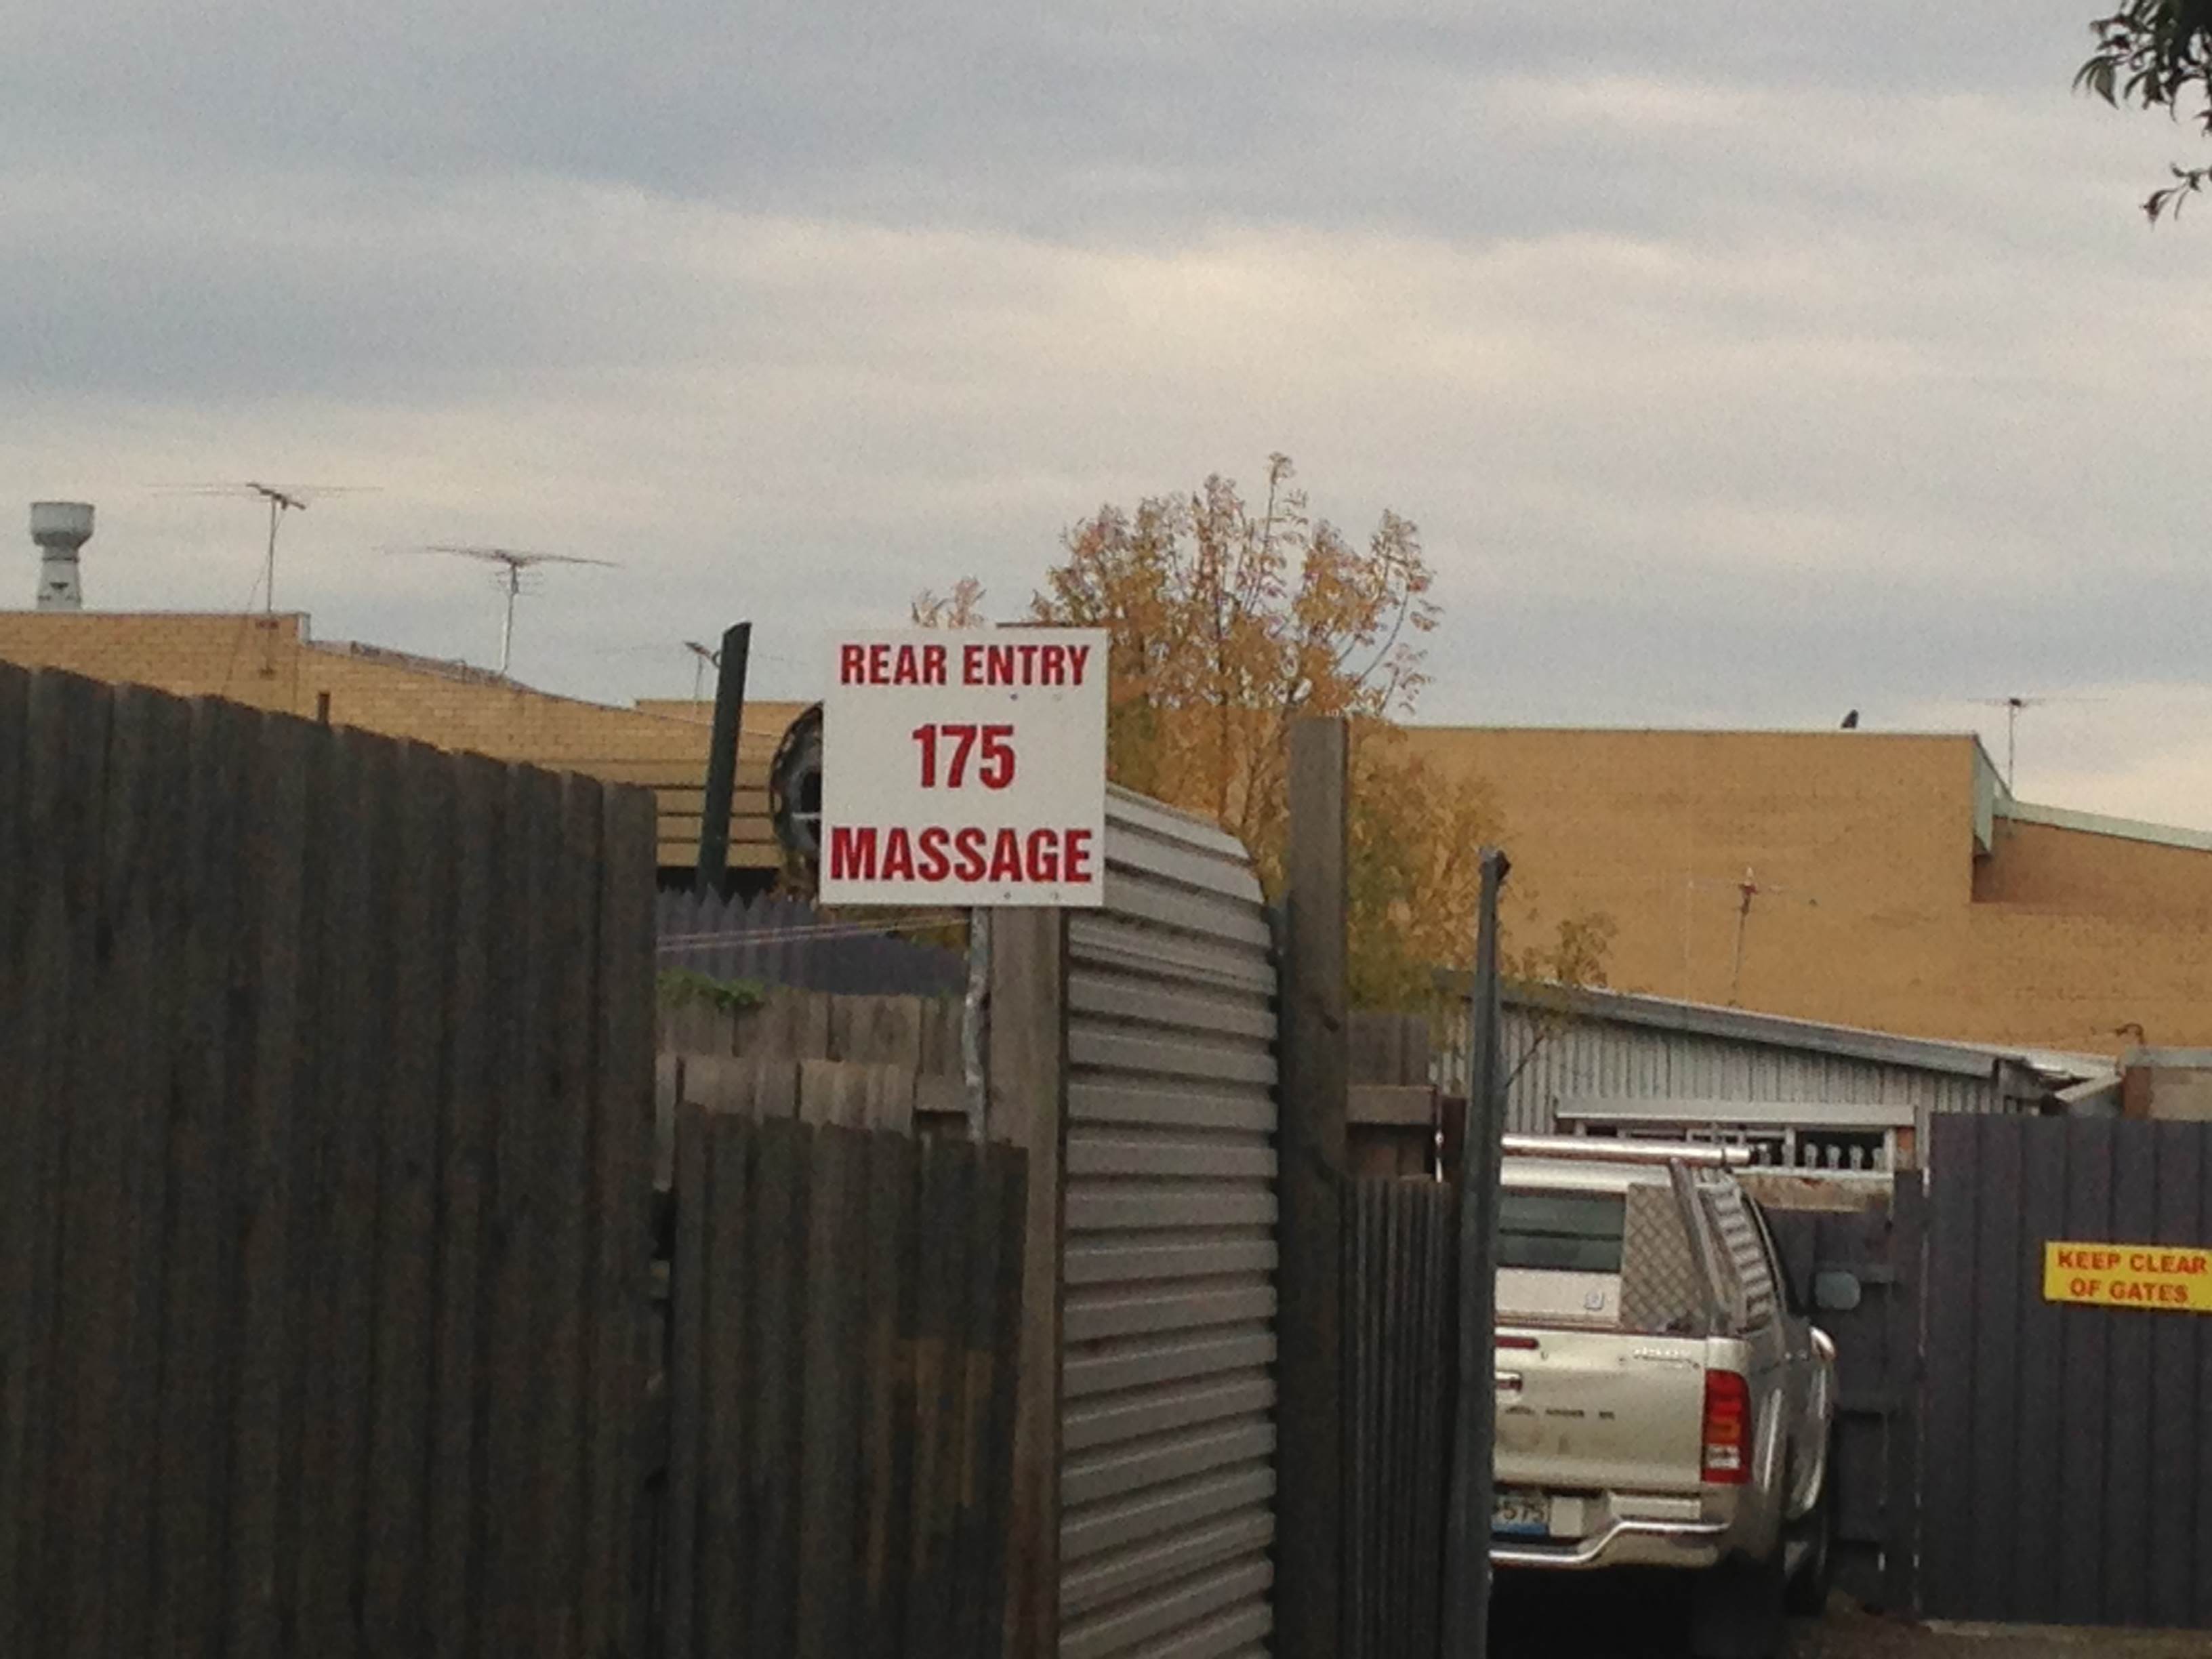 REAR ENTRY
175
MASSAGE
KEEP CLEAR
OF GATES